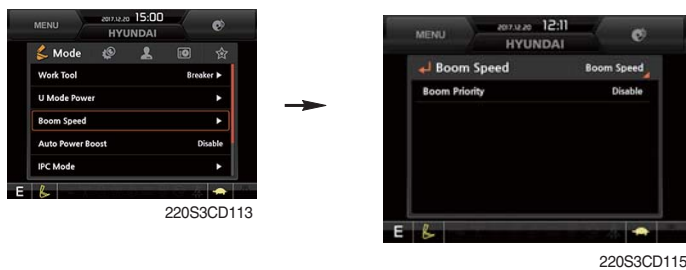 MENU 2017.12.20 15:00
HYUNDAI
Mode
Work Tool Breaker ▶
U Mode Power ▶
Boom Speed ▶
Auto Power Boost Disable
IPC Mode ▶
E
220S3CD113
MENU 2017.12.20 12:11
HYUNDAI
Boom Speed Boom Speed
Boom Priority Disable
E
220S3CD115